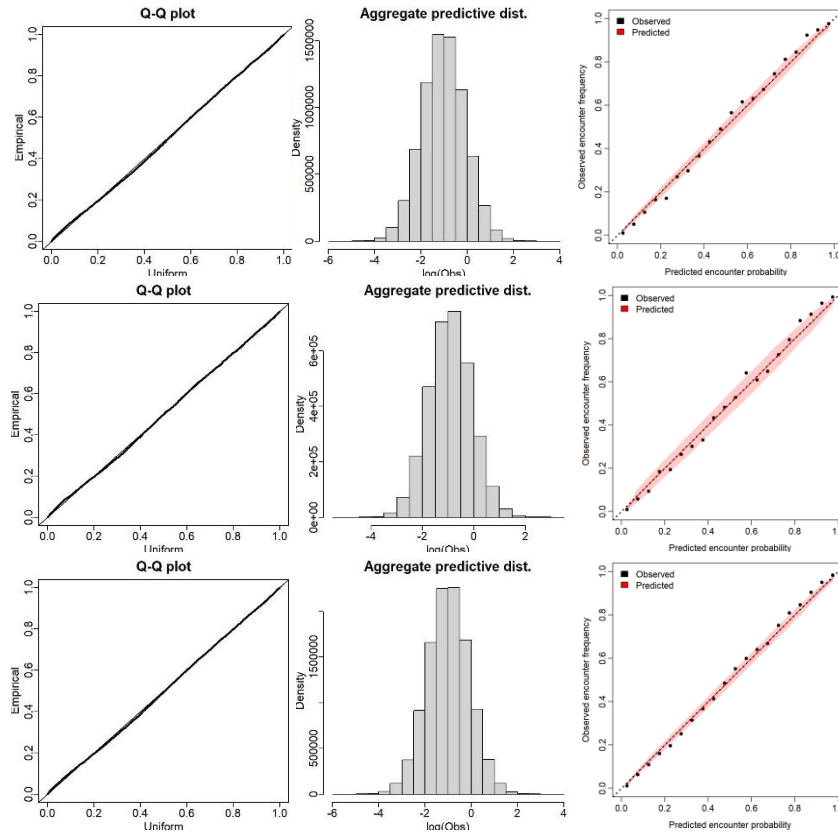 Q-Q plot
Empirical
1.0
0.8
0.6
0.4
0.2
0.0
0.0 0.2 0.4 0.6 0.8 1.0
Uniform
Aggregate predictive dist.
Density
1500000
1000000
500000
0
-6 -4 -2 0 2 4
log(Obs)
Observed
Predicted
Observed encounter frequency
1.0
0.8
0.6
0.4
0.2
0.0
0.0 0.2 0.4 0.6 0.8 1.0
Predicted encounter probability
Q-Q plot
Empirical
1.0
0.8
0.6
0.4
0.2
0.0
0.0 0.2 0.4 0.6 0.8 1.0
Uniform
Aggregate predictive dist.
Density
6e+05
4e+05
2e+05
0e+00
-4 -2 0 2
log(Obs)
Observed
Predicted
Observed encounter frequency
1.0
0.8
0.6
0.4
0.2
0.0
0.0 0.2 0.4 0.6 0.8 1.0
Predicted encounter probability
Q-Q plot
Empirical
1.0
0.8
0.6
0.4
0.2
0.0
0.0 0.2 0.4 0.6 0.8 1.0
Uniform
Aggregate predictive dist.
Density
1500000
500000
0
-6 -4 -2 0 2 4
log(Obs)
Observed
Predicted
Observed encounter frequency
1.0
0.8
0.6
0.4
0.2
0.0
0.0 0.2 0.4 0.6 0.8 1.0
Predicted encounter probability